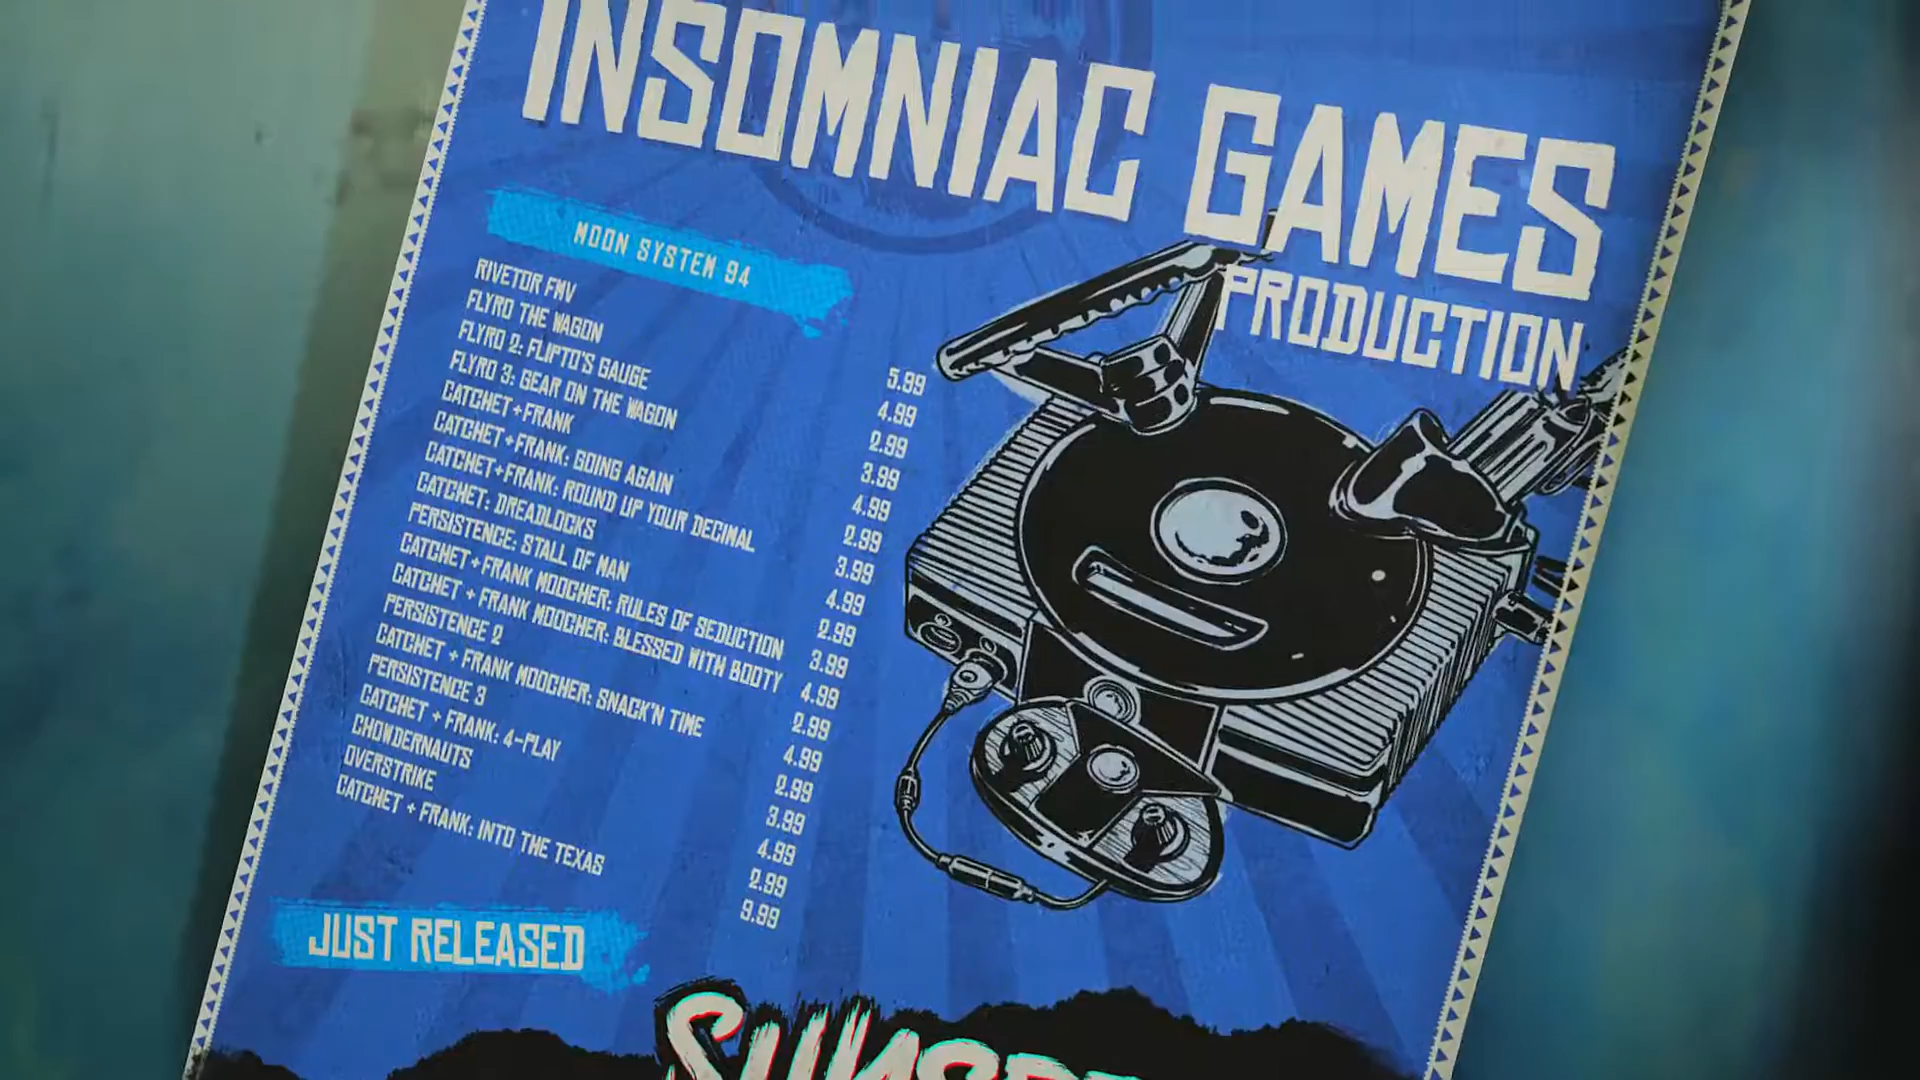 INSOMNIAC GAMES
PRODUCTION
MOON SYSTEM 94
RIVETOR FMV 5.99
FLYRO THE WAGON 4.99
FLYRO 2: FLIPTO'S GAUGE 2.99
FLYRO 3: GEAR ON THE WAGON 3.99
CATCHET+FRANK 4.99
CATCHET+FRANK: GOING AGAIN 2.99
CATCHET+FRANK: ROUND UP YOUR DECIMAL 3.99
CATCHET: DREADLOCKS 4.99
PERSISTENCE: STALL OF MAN 2.99
CATCHET+FRANK MOOCHER: RULES OF SEDUCTION 3.99
CATCHET + FRANK MOOCHER: BLESSED WITH BOOTY 4.99
PERSISTENCE 2 2.99
CATCHET + FRANK MOOCHER: SNACK'N TIME 4.99
PERSISTENCE 3 2.99
CATCHET + FRANK: 4-PLAY 3.99
CHOWDERNAUTS 4.99
OVERSTRIKE 2.99
CATCHET + FRANK: INTO THE TEXAS 9.99
JUST RELEASED
SUNSET